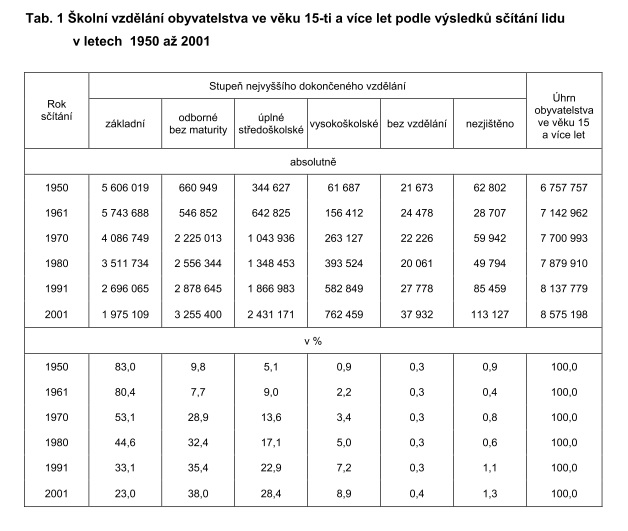 Tab. 1 Školní vzdělání obyvatelstva ve věku 15-ti a více let podle výsledků sčítání lidu
v letech 1950 až 2001
Rok sčítání
Stupeň nejvyššího dokončeného vzdělání
Úhrn obyvatelstva ve věku 15 a více let
základní
odborné bez maturity
úplné středoškolské
vysokoškolské
bez vzdělání
nezjištěno
absolutně
1950 5 606 019 660 949 344 627 61 687 21 673 62 802 6 757 757
1961 5 743 688 546 852 642 825 156 412 24 478 28 707 7 142 962
1970 4 086 749 2 225 013 1 043 936 263 127 22 226 59 942 7 700 993
1980 3 511 734 2 556 344 1 348 453 393 524 20 061 49 794 7 879 910
1991 2 696 065 2 878 645 1 866 983 582 849 27 778 85 459 8 137 779
2001 1 975 109 3 255 400 2 431 171 762 459 37 932 113 127 8 575 198
v %
1950 83,0 9,8 5,1 0,9 0,3 0,9 100,0
1961 80,4 7,7 9,0 2,2 0,3 0,4 100,0
1970 53,1 28,9 13,6 3,4 0,3 0,8 100,0
1980 44,6 32,4 17,1 5,0 0,3 0,6 100,0
1991 33,1 35,4 22,9 7,2 0,3 1,1 100,0
2001 23,0 38,0 28,4 8,9 0,4 1,3 100,0